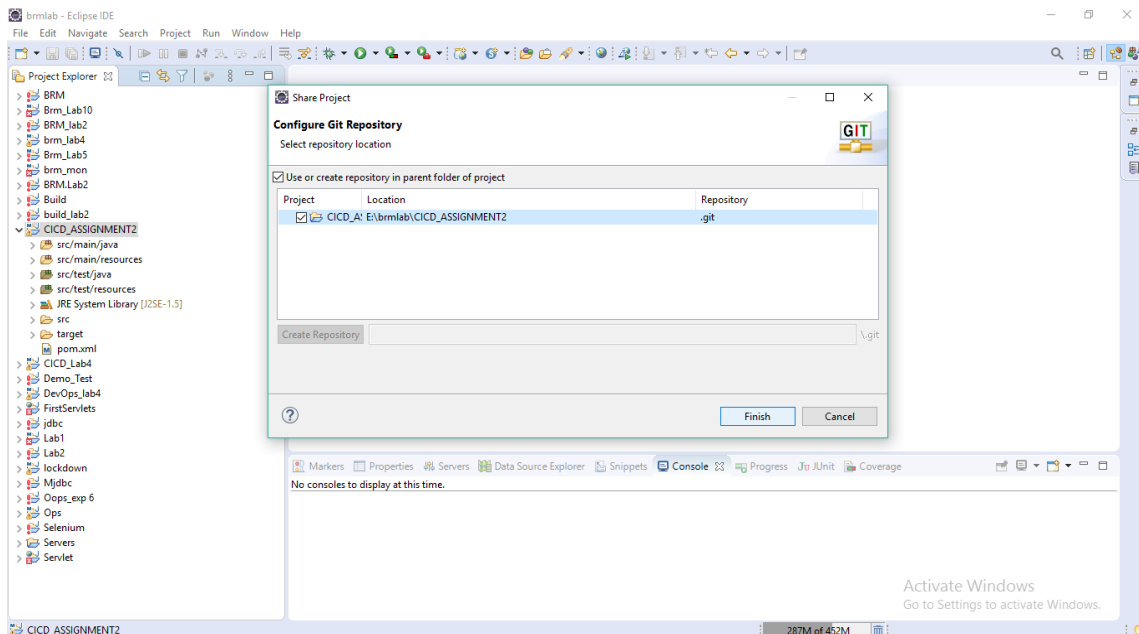 brmlab - Eclipse IDE
File Edit Navigate Search Project Run Window Help
Project Explorer
BRM
Brm_Lab10
BRM_lab2
brm_lab4
Brm_Lab5
brm_mon
BRM.Lab2
Build
build_lab2
CICD_ASSIGNMENT2
src/main/java
src/main/resources
src/test/java
src/test/resources
JRE System Library [J2SE-1.5]
src
target
pom.xml
CICD_Lab4
Demo_Test
DevOps_lab4
FirstServlets
jdbc
Lab1
Lab2
lockdown
Mjdbc
Oops_exp 6
Ops
Selenium
Servers
Servlet
Share Project
Configure Git Repository
Select repository location
GIT
Use or create repository in parent folder of project
Project Location Repository
CICD_A E:\brmlab\CICD_ASSIGNMENT2 .git
Create Repository \.git
Finish Cancel
Markers Properties Servers Data Source Explorer Snippets Console Progress JUnit Coverage
No consoles to display at this time.
Activate Windows
Go to Settings to activate Windows.
CICD_ASSIGNMENT2 287M of 452M